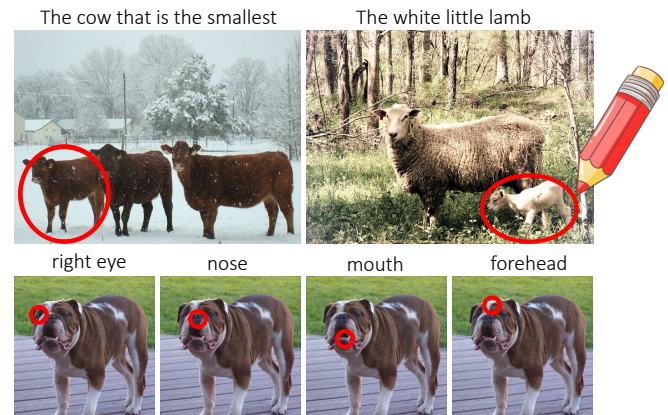 The cow that is the smallest
The white little lamb
right eye
nose
mouth
forehead